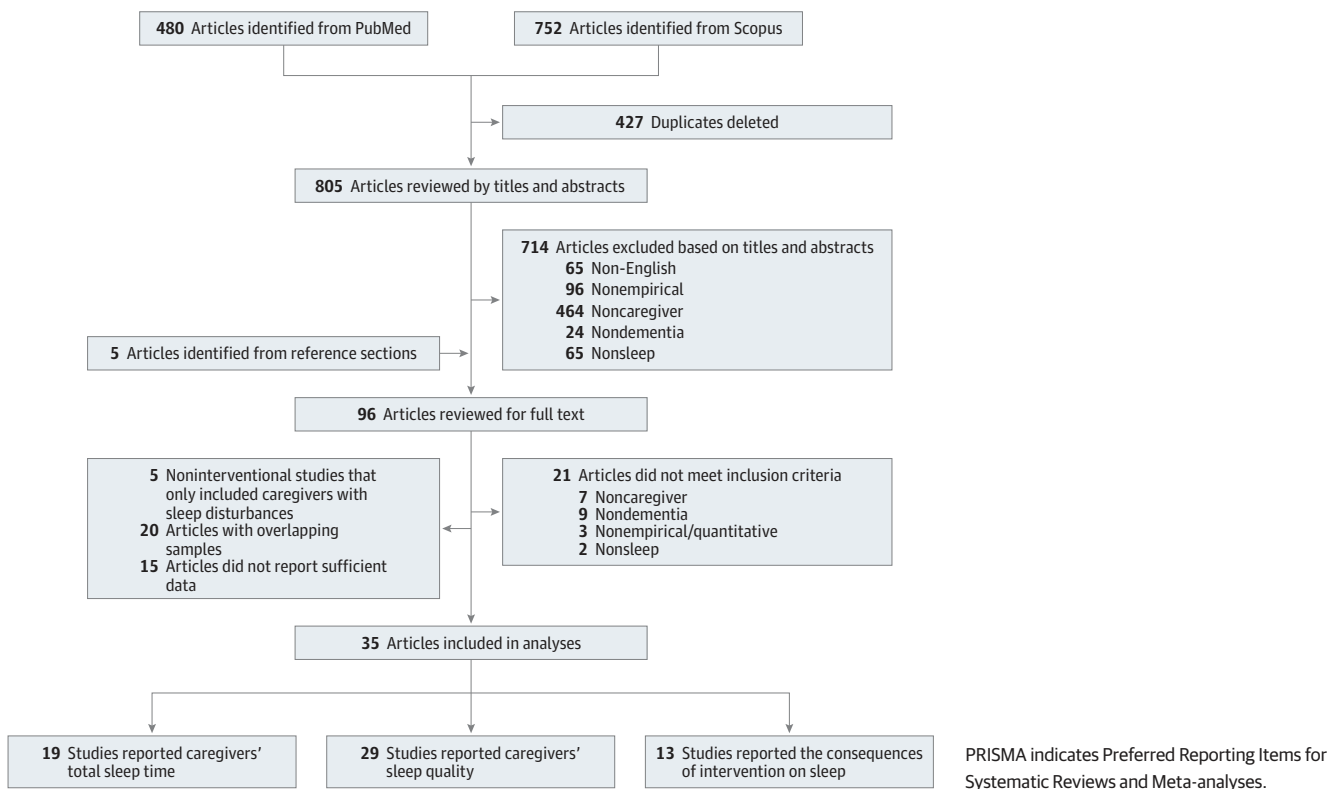 480 Articles identified from PubMed
752 Articles identified from Scopus
427 Duplicates deleted
805 Articles reviewed by titles and abstracts
714 Articles excluded based on titles and abstracts
65 Non-English
96 Nonempirical
464 Noncaregiver
24 Nondementia
65 Nonsleep
5 Articles identified from reference sections
96 Articles reviewed for full text
5 Noninterventional studies that
only included caregivers with
sleep disturbances
20 Articles with overlapping
samples
15 Articles did not report sufficient
data
21 Articles did not meet inclusion criteria
7 Noncaregiver
9 Nondementia
3 Nonempirical/quantitative
2 Nonsleep
35 Articles included in analyses
19 Studies reported caregivers’
total sleep time
29 Studies reported caregivers’
sleep quality
13 Studies reported the consequences
of intervention on sleep
PRISMA indicates Preferred Reporting Items for
Systematic Reviews and Meta-analyses.